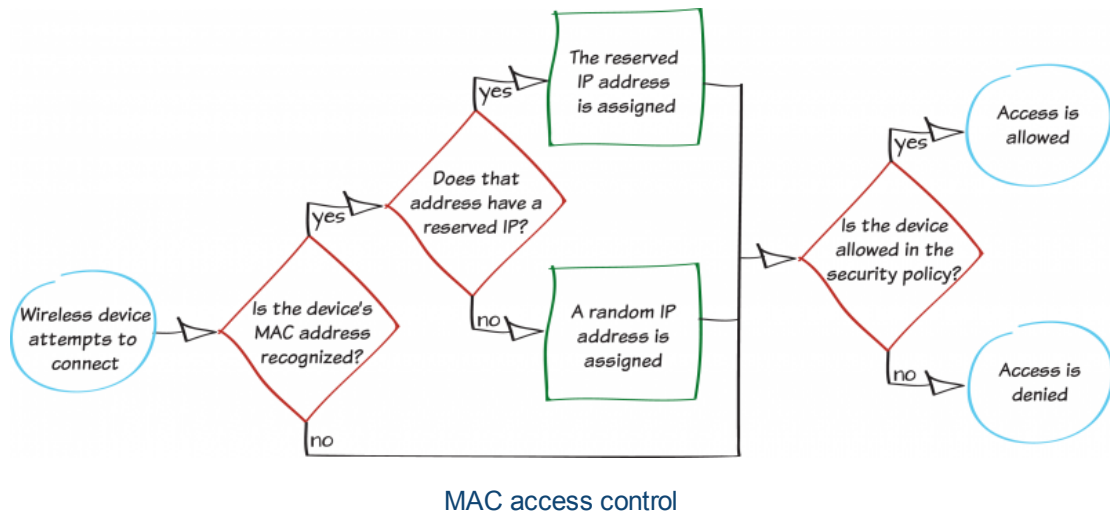 Wireless device
attempts to
connect
Is the device's
MAC address
recognized?
yes
no
Does that
address have a
reserved IP?
yes
no
The reserved
IP address
is assigned
A random IP
address is
assigned
Is the device
allowed in the
security policy?
yes
no
Access is
allowed
Access is
denied
MAC access control